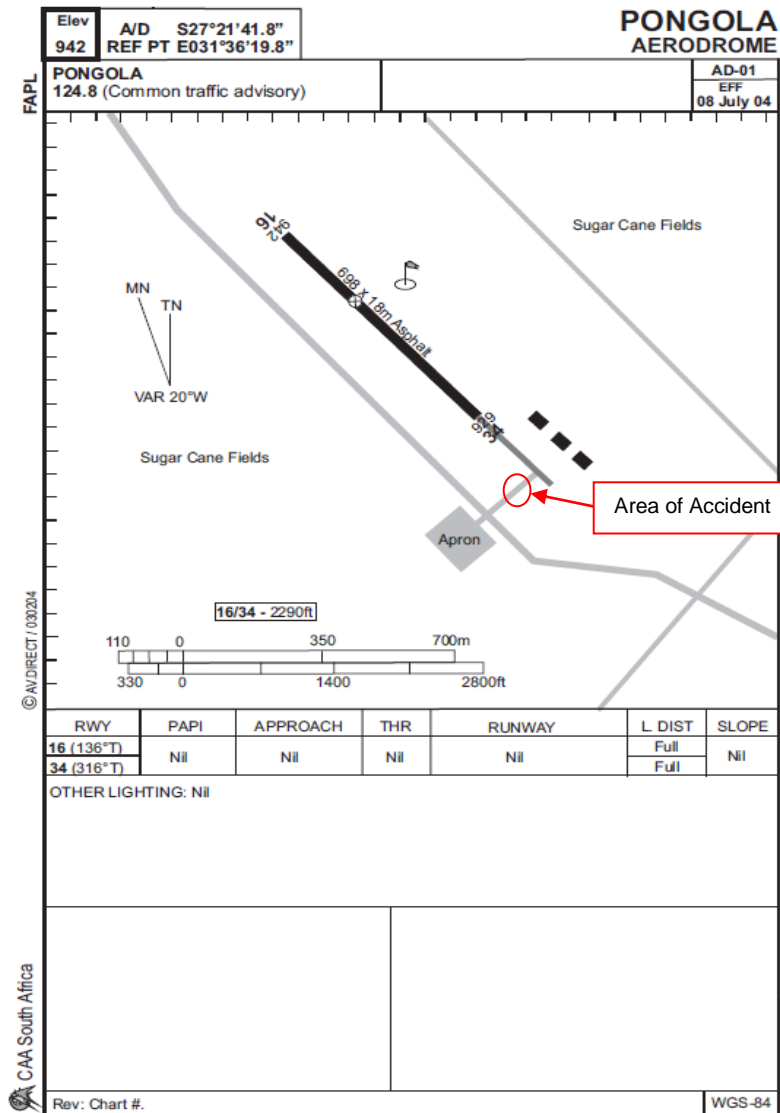 Elev
942
A/D S27°21'41.8”
REF PT E031°36'19.8”
PONGOLA
AERODROME
FAPL
PONGOLA
124.8 (Common traffic advisory)
AD-01
EFF
08 July 04
16
942
698 x 18m Asphalt
929
34
Sugar Cane Fields
MN
TN
VAR 20°W
Sugar Cane Fields
Area of Accident
Apron
16/34 - 2290ft
110 0 350 700m
330 0 1400 2800ft
© AV.DIRECT / 030204
RWY PAPI APPROACH THR RUNWAY L. DIST SLOPE
16 (136°T) Nil Nil Nil Nil Full Nil
34 (316°T) Full
OTHER LIGHTING: Nil
CAA South Africa
Rev: Chart #.
WGS-84